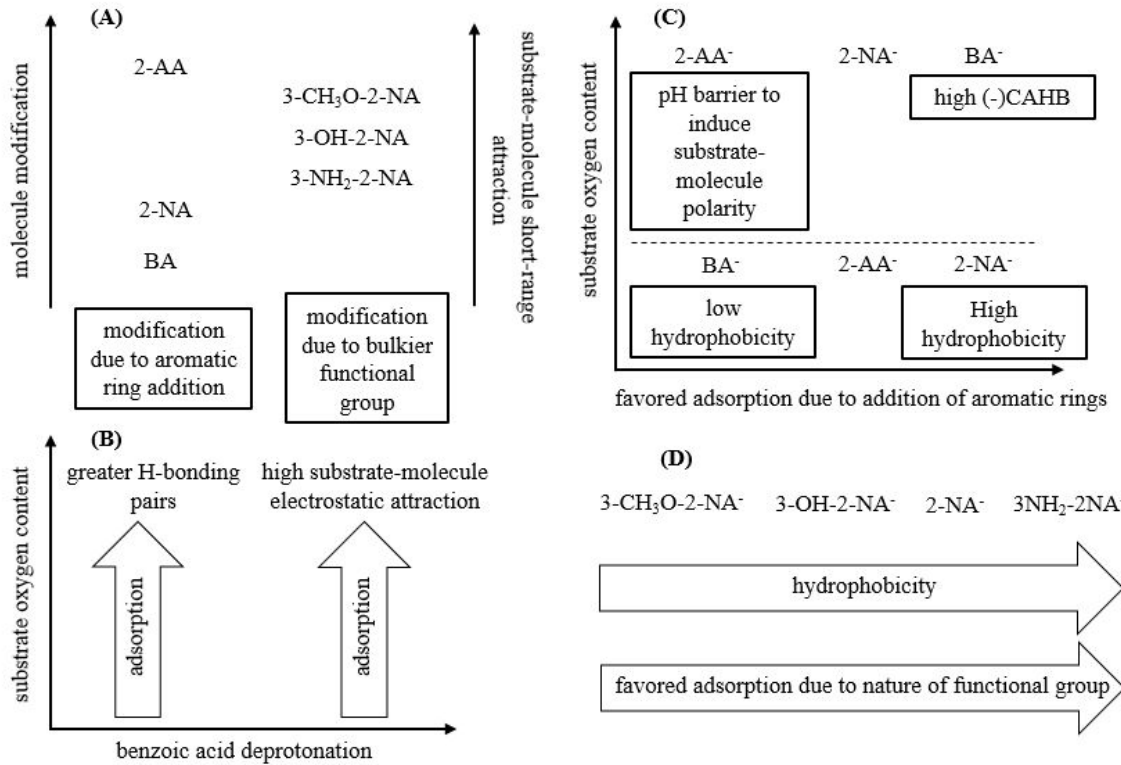 (A)
molecule modification
2-AA
2-NA
BA
3-CH₃O-2-NA
3-OH-2-NA
3-NH₂-2-NA
substrate-molecule short-range
attraction
modification
due to aromatic
ring addition
modification
due to bulkier
functional
group
(B)
substrate oxygen content
greater H-bonding
pairs
high substrate-molecule
electrostatic attraction
adsorption
adsorption
benzoic acid deprotonation
(C)
substrate oxygen content
2-AA⁻ 2-NA⁻ BA⁻
pH barrier to
induce
substrate-
molecule
polarity
high (-)CAHB
BA⁻ 2-AA⁻ 2-NA⁻
low
hydrophobicity
High
hydrophobicity
favored adsorption due to addition of aromatic rings
(D)
3-CH₃O-2-NA⁻ 3-OH-2-NA⁻ 2-NA⁻ 3NH₂-2NA⁻
hydrophobicity
favored adsorption due to nature of functional group